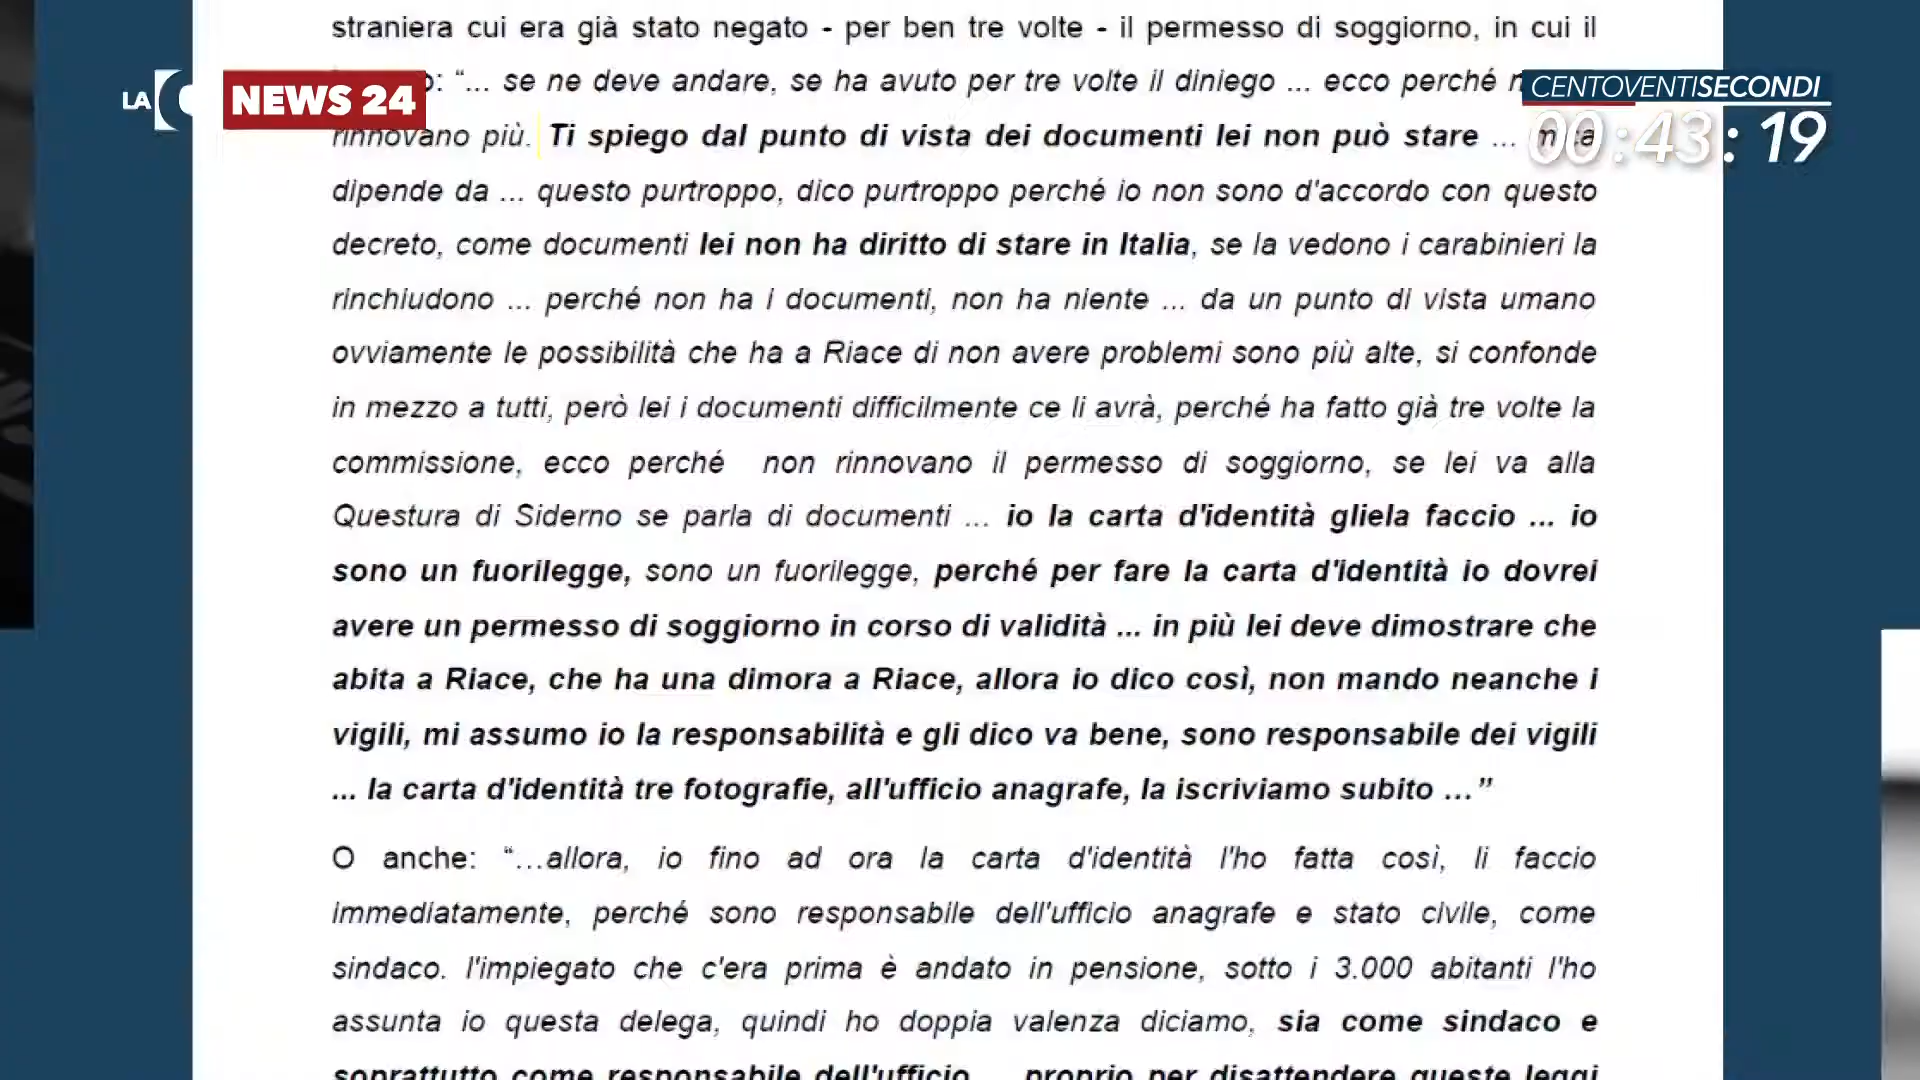 straniera cui era già stato negato - per ben tre volte - il permesso di soggiorno, in cui il
LA C NEWS 24
CENTOVENTISECONDI
00:43:19
“... se ne deve andare, se ha avuto per tre volte il diniego ... ecco perché
rinnovano più. Ti spiego dal punto di vista dei documenti lei non può stare ...
dipende da ... questo purtroppo, dico purtroppo perché io non sono d'accordo con questo
decreto, come documenti lei non ha diritto di stare in Italia, se la vedono i carabinieri la
rinchiudono ... perché non ha i documenti, non ha niente ... da un punto di vista umano
ovviamente le possibilità che ha a Riace di non avere problemi sono più alte, si confonde
in mezzo a tutti, però lei i documenti difficilmente ce li avrà, perché ha fatto già tre volte la
commissione, ecco perché non rinnovano il permesso di soggiorno, se lei va alla
Questura di Siderno se parla di documenti ... io la carta d'identità gliela faccio ... io
sono un fuorilegge, sono un fuorilegge, perché per fare la carta d'identità io dovrei
avere un permesso di soggiorno in corso di validità ... in più lei deve dimostrare che
abita a Riace, che ha una dimora a Riace, allora io dico così, non mando neanche i
vigili, mi assumo io la responsabilità e gli dico va bene, sono responsabile dei vigili
... la carta d'identità tre fotografie, all'ufficio anagrafe, la iscriviamo subito ...”
O anche: “...allora, io fino ad ora la carta d'identità l'ho fatta così, li faccio
immediatamente, perché sono responsabile dell'ufficio anagrafe e stato civile, come
sindaco. l'impiegato che c'era prima è andato in pensione, sotto i 3.000 abitanti l'ho
assunta io questa delega, quindi ho doppia valenza diciamo, sia come sindaco e
soprattutto come responsabile dell'ufficio ... proprio per disattendere queste leggi